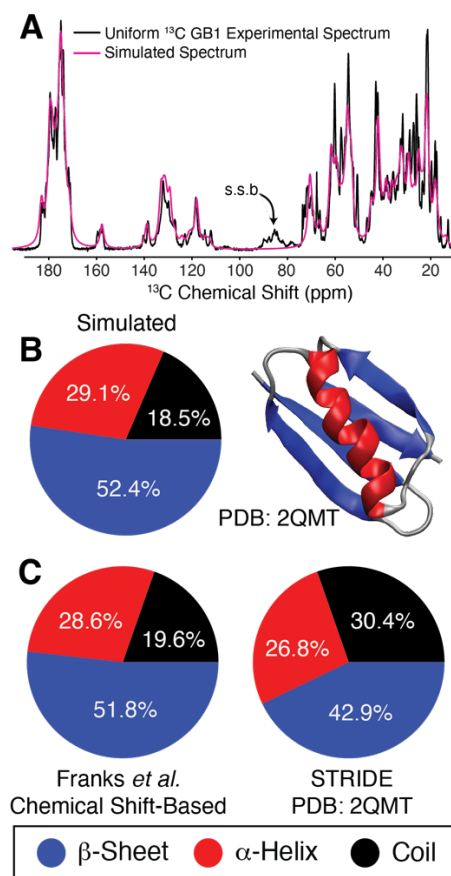 A
Uniform ¹³C GB1 Experimental Spectrum
Simulated Spectrum
s.s.b
180 160 140 120 100 80 60 40 20
¹³C Chemical Shift (ppm)
B
Simulated
29.1%
18.5%
52.4%
PDB: 2QMT
C
28.6%
19.6%
51.8%
26.8%
30.4%
42.9%
Franks et al.
Chemical Shift-Based
STRIDE
PDB: 2QMT
β-Sheet α-Helix Coil